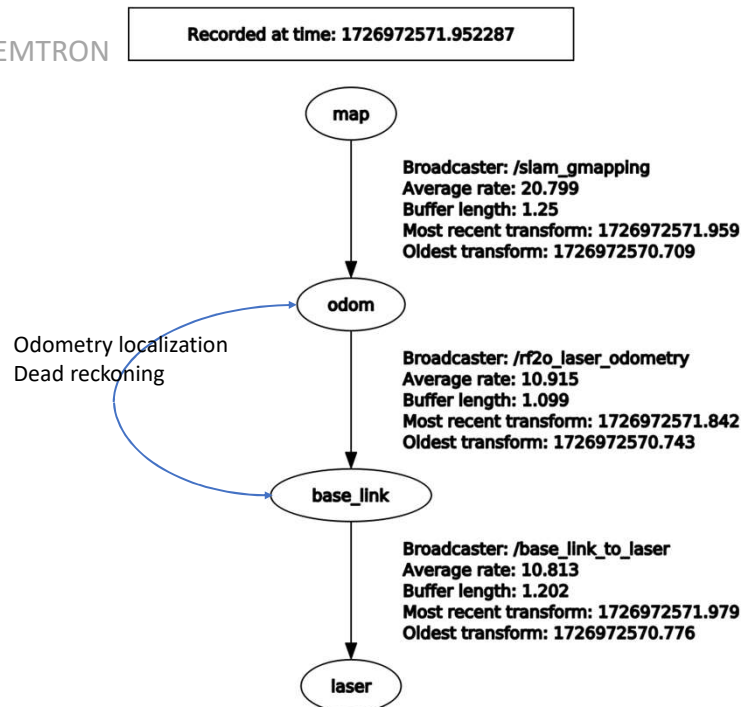 Recorded at time: 1726972571.952287
EMTRON
map
Broadcaster: /slam_gmapping
Average rate: 20.799
Buffer length: 1.25
Most recent transform: 1726972571.959
Oldest transform: 1726972570.709
odom
Odometry localization
Dead reckoning
Broadcaster: /rf2o_laser_odometry
Average rate: 10.915
Buffer length: 1.099
Most recent transform: 1726972571.842
Oldest transform: 1726972570.743
base_link
Broadcaster: /base_link_to_laser
Average rate: 10.813
Buffer length: 1.202
Most recent transform: 1726972571.979
Oldest transform: 1726972570.776
laser